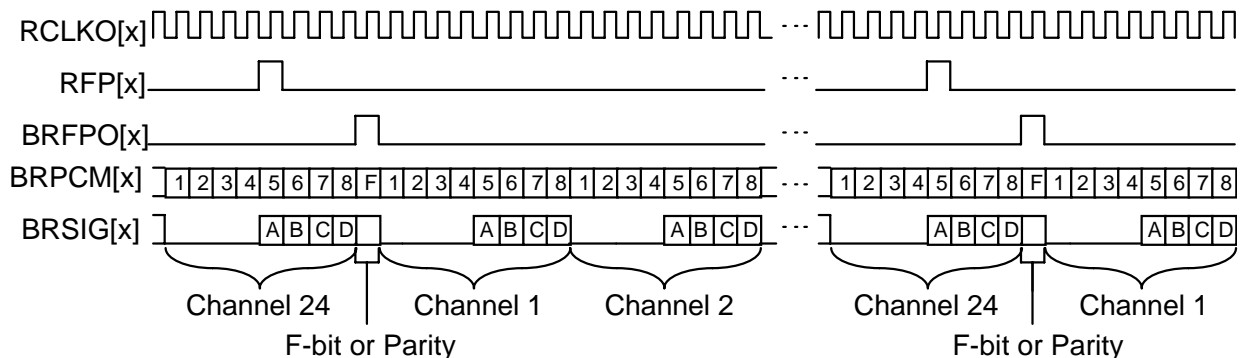 RCLKO[x] ... 
RFP[x] ...
BRFPO[x] ...
BRPCM[x] 1 2 3 4 5 6 7 8 F 1 2 3 4 5 6 7 8 1 2 3 4 5 6 7 8 ... 1 2 3 4 5 6 7 8 F 1 2 3 4 5 6 7 8
BRSIG[x] A B C D A B C D A B C D ... A B C D A B C D
Channel 24 Channel 1 Channel 2 Channel 24 Channel 1
F-bit or Parity F-bit or Parity